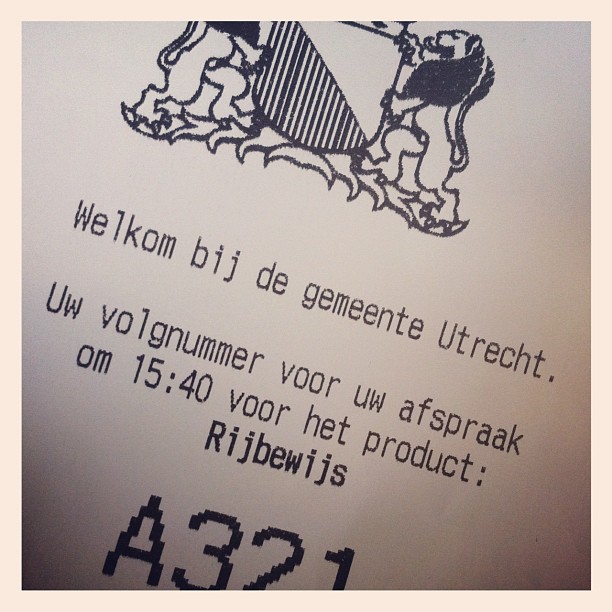 Welkom bij de gemeente Utrecht.
Uw volgnummer voor uw afspraak
om 15:40 voor het product:
Rijbewijs
A321